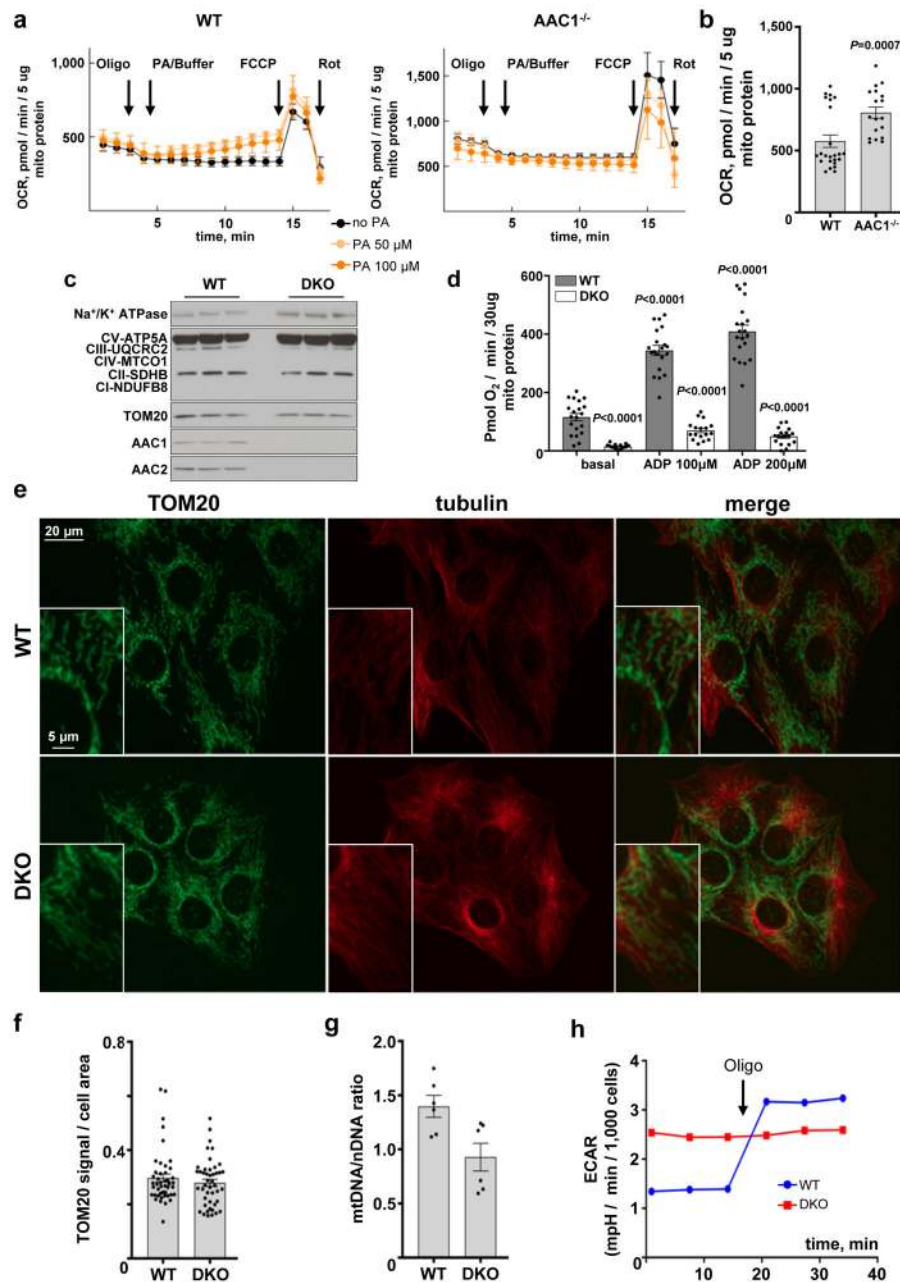 a
WT
AAC1-/-
b
Oligo PA/Buffer FCCP Rot
Oligo PA/Buffer FCCP Rot
P=0.0007
OCR, pmol / min / 5 ug
mito protein
1,000
500
5 10 15
time, min
OCR, pmol / min / 5 ug
mito protein
1,500
1,000
500
5 10 15
time, min
no PA
PA 50 µM
PA 100 µM
OCR, pmol / min / 5 ug
mito protein
1,500
1,000
500
0
WT AAC1-/-
c
WT DKO
Na+/K+ ATPase
CV-ATP5A
CIII-UQCRC2
CIV-MTCO1
CII-SDHB
CI-NDUFB8
TOM20
AAC1
AAC2
d
WT
DKO
P<0.0001
P<0.0001
P<0.0001
P<0.0001
P<0.0001
Pmol O2 / min / 30ug
mito protein
600
400
200
0
basal ADP 100µM ADP 200µM
e
TOM20 tubulin merge
20 µm
WT
5 µm
DKO
f
TOM20 signal / cell area
0.8
0.4
0
WT DKO
g
mtDNA/nDNA ratio
2.0
1.5
1.0
0.5
0
WT DKO
h
Oligo
ECAR
(mpH / min / 1,000 cells)
4
3
2
1
0
WT
DKO
time, min
0 10 20 30 40